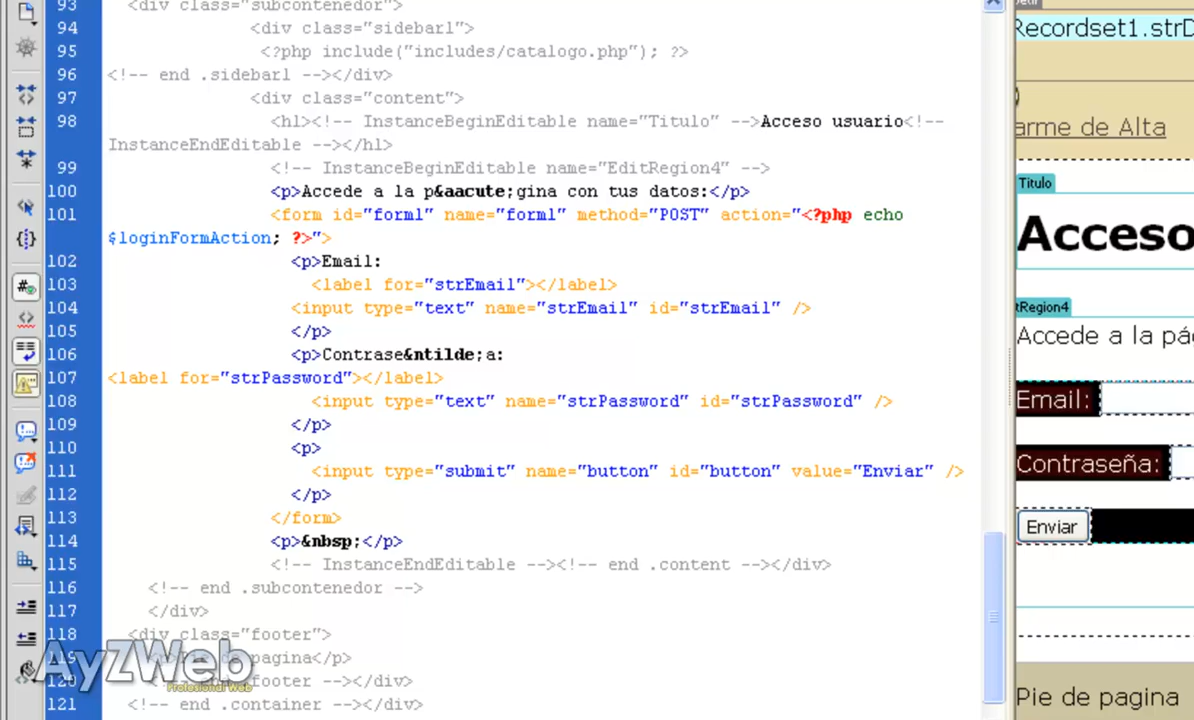 93 <div class="subcontenedor">
94 <div class="sidebar1">
95 <?php include("includes/catalogo.php"); ?>
96 <!-- end .sidebar1 --></div>
97 <div class="content">
98 <h1><!-- InstanceBeginEditable name="Titulo" -->Acceso usuario<!--
InstanceEndEditable --></h1>
99 <!-- InstanceBeginEditable name="EditRegion4" -->
100 <p>Accede a la p&aacute;gina con tus datos:</p>
101 <form id="form1" name="form1" method="POST" action="<?php echo
$loginFormAction; ?>">
102 <p>Email:
103 <label for="strEmail"></label>
104 <input type="text" name="strEmail" id="strEmail" />
105 </p>
106 <p>Contrase&ntilde;a:
107 <label for="strPassword"></label>
108 <input type="text" name="strPassword" id="strPassword" />
109 </p>
110 <p>
111 <input type="submit" name="button" id="button" value="Enviar" />
112 </p>
113 </form>
114 <p>&nbsp;</p>
115 <!-- InstanceEndEditable --><!-- end .content --></div>
116 <!-- end .subcontenedor -->
117 </div>
118 <div class="footer">
119 pagina</p>
120 footer --></div>
121 <!-- end .container --></div>
AyZWeb
Profesional Web
Recordset1.strD
arme de Alta
Titulo
Acceso
tRegion4
Accede a la pá
Email:
Contraseña:
Enviar
Pie de pagina